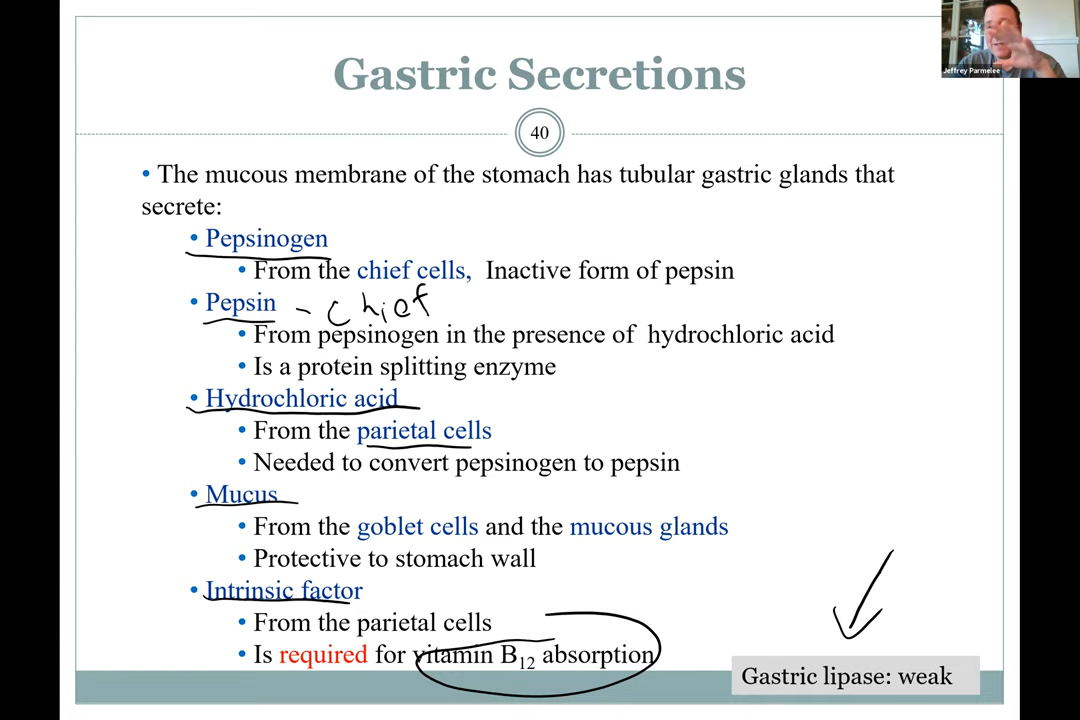 Jeffrey Parmelee
Gastric Secretions
40
• The mucous membrane of the stomach has tubular gastric glands that
secrete:
• Pepsinogen
• From the chief cells, Inactive form of pepsin
• Pepsin - Chief
• From pepsinogen in the presence of hydrochloric acid
• Is a protein splitting enzyme
• Hydrochloric acid
• From the parietal cells
• Needed to convert pepsinogen to pepsin
• Mucus
• From the goblet cells and the mucous glands
• Protective to stomach wall
• Intrinsic factor
• From the parietal cells
• Is required for vitamin B12 absorption
Gastric lipase: weak